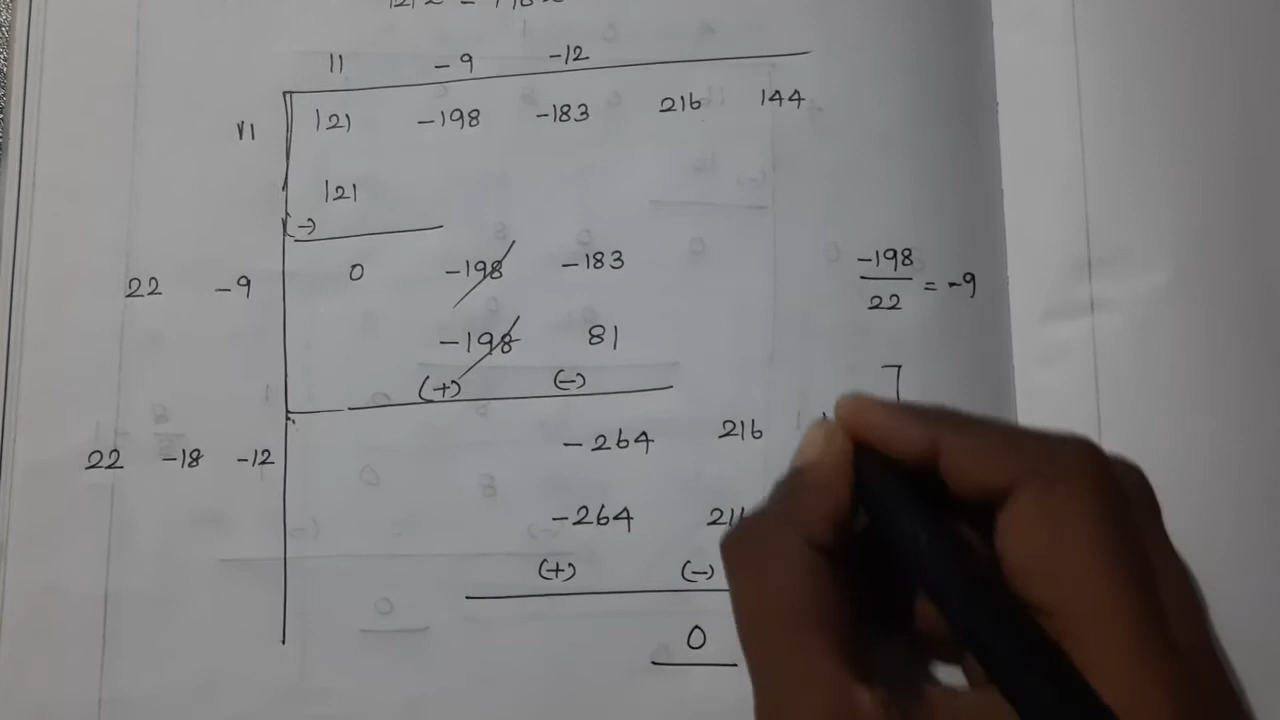 11 -9 -12
11 121 -198 -183 216 144
121
(-)
22 -9 0 -198 -183
-198 81
(+) (-)
-198
22 = -9
22 -18 -12 -264 216
-264
(+) (-)
0